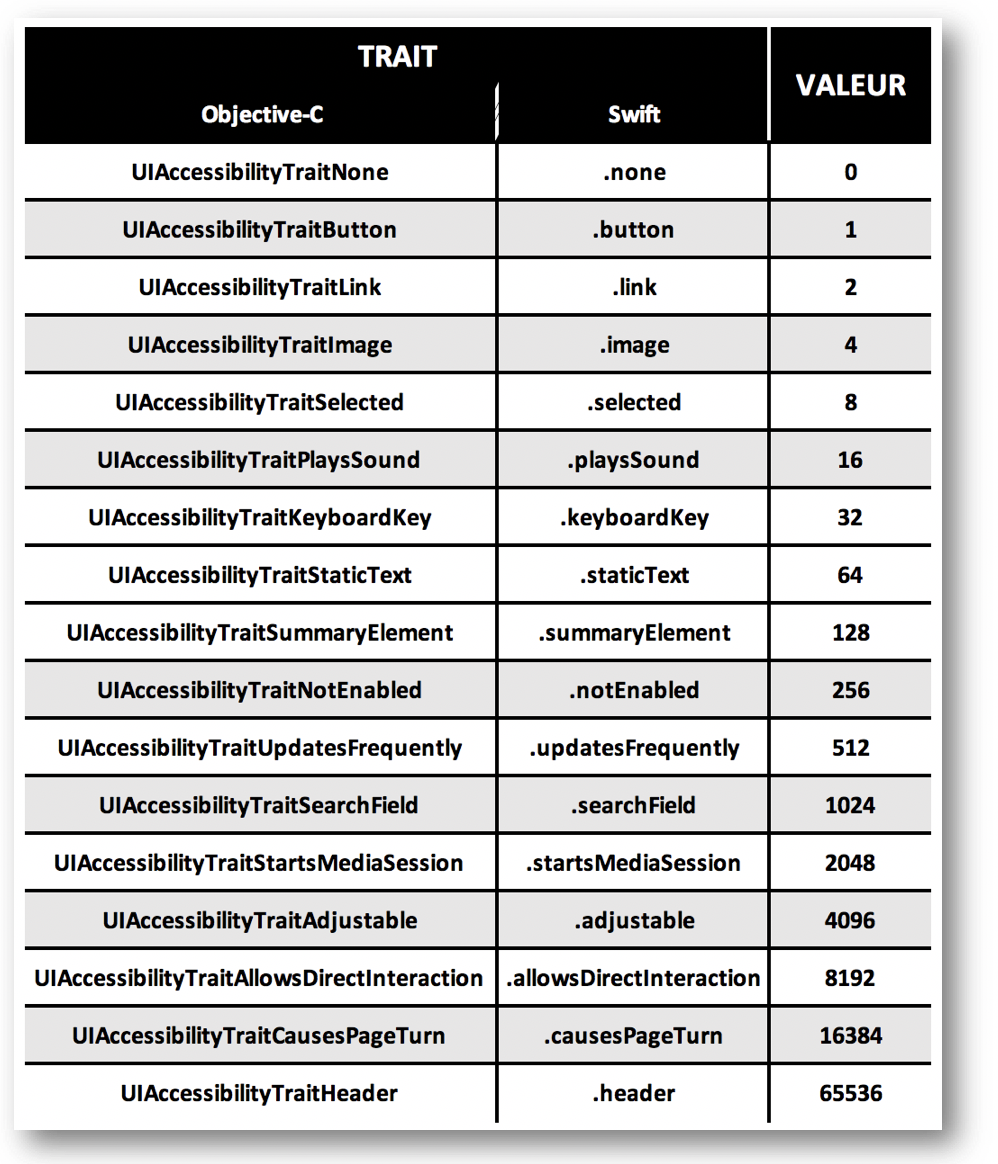 TRAIT
VALEUR
Objective-C Swift
UIAccessibilityTraitNone .none 0
UIAccessibilityTraitButton .button 1
UIAccessibilityTraitLink .link 2
UIAccessibilityTraitImage .image 4
UIAccessibilityTraitSelected .selected 8
UIAccessibilityTraitPlaysSound .playsSound 16
UIAccessibilityTraitKeyboardKey .keyboardKey 32
UIAccessibilityTraitStaticText .staticText 64
UIAccessibilityTraitSummaryElement .summaryElement 128
UIAccessibilityTraitNotEnabled .notEnabled 256
UIAccessibilityTraitUpdatesFrequently .updatesFrequently 512
UIAccessibilityTraitSearchField .searchField 1024
UIAccessibilityTraitStartsMediaSession .startsMediaSession 2048
UIAccessibilityTraitAdjustable .adjustable 4096
UIAccessibilityTraitAllowsDirectInteraction .allowsDirectInteraction 8192
UIAccessibilityTraitCausesPageTurn .causesPageTurn 16384
UIAccessibilityTraitHeader .header 65536